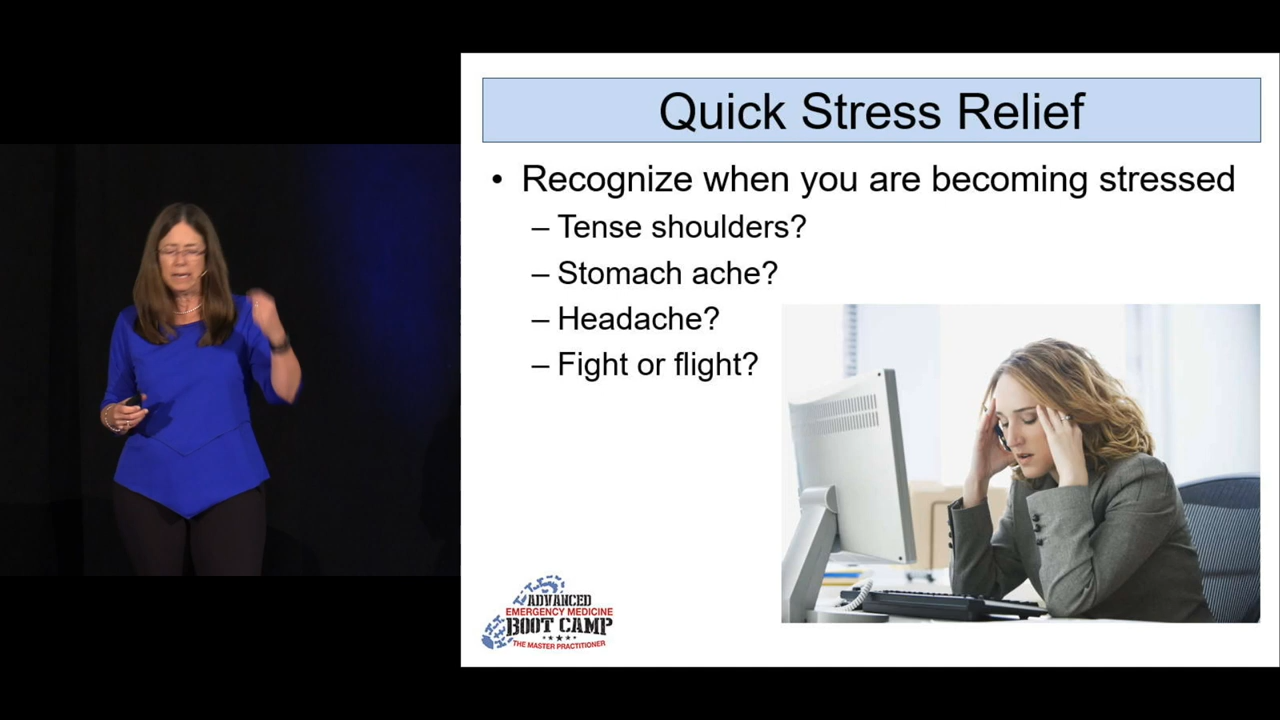 Quick Stress Relief
• Recognize when you are becoming stressed
– Tense shoulders?
– Stomach ache?
– Headache?
– Fight or flight?
ADVANCED
EMERGENCY MEDICINE
BOOT CAMP
THE MASTER PRACTITIONER